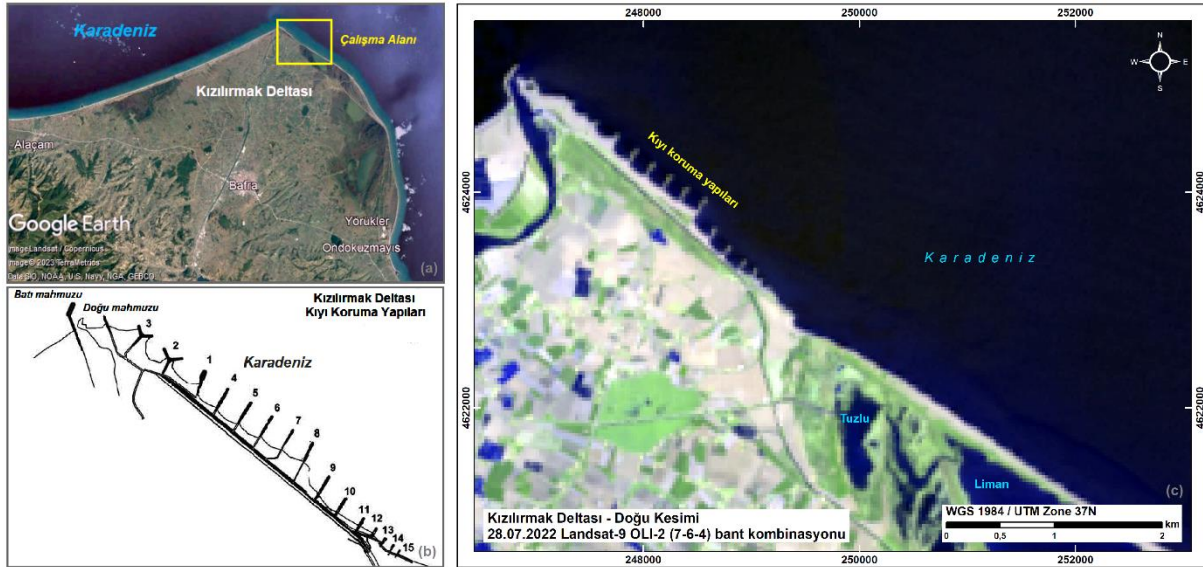 Karadeniz
Çalışma Alanı
Kızılırmak Deltası
Alaçam
Bafra
Yörükler
Ondokuzmayıs
Google Earth
Image Landsat / Copernicus
Image © 2023 TerraMetrics
Data SIO, NOAA, U.S. Navy, NGA, GEBCO
(a)
Batı mahmuzu
Doğu mahmuzu
Kızılırmak Deltası
Kıyı Koruma Yapıları
Karadeniz
3
2
1
4
5
6
7
8
9
10
11
12
13
14
15
(b)
248000
250000
252000
N
W
E
S
4624000
4624000
Kıyı koruma yapıları
Karadeniz
4622000
4622000
Tuzlu
Liman
(c)
Kızılırmak Deltası - Doğu Kesimi
28.07.2022 Landsat-9 OLI-2 (7-6-4) bant kombinasyonu
WGS 1984 / UTM Zone 37N
km
0
0,5
1
2
248000
250000
252000